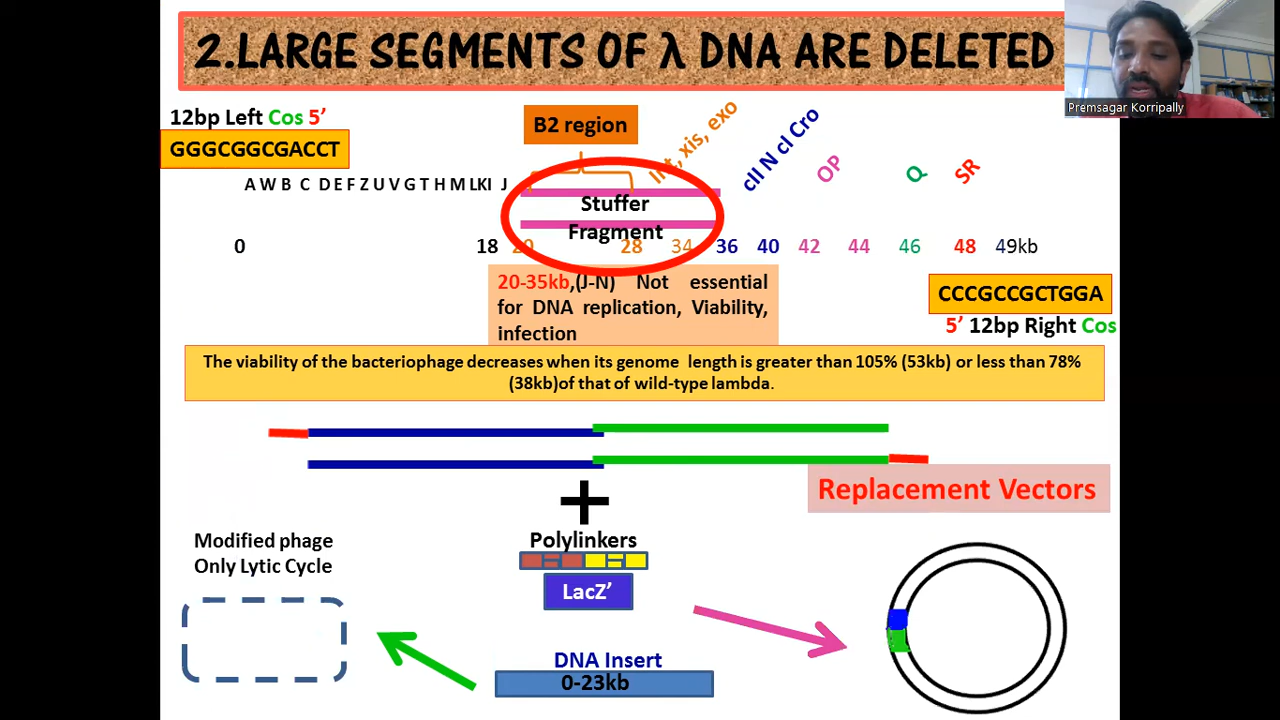 2.LARGE SEGMENTS OF λ DNA ARE DELETED
Premsagar Korripally
12bp Left Cos 5’
GGGCGGCGACCT
B2 region
Int, xis, exo
cII N cI Cro
OP
Q
SR
A W B C D E F Z U V G T H M LKI J
Stuffer
Fragment
0 18 20 28 34 36 40 42 44 46 48 49kb
20-35kb,(J-N) Not essential
for DNA replication, Viability,
infection
CCCGCCGCTGGA
5’ 12bp Right Cos
The viability of the bacteriophage decreases when its genome length is greater than 105% (53kb) or less than 78%
(38kb)of that of wild-type lambda.
Replacement Vectors
+
Modified phage
Only Lytic Cycle
Polylinkers
LacZ’
DNA Insert
0-23kb